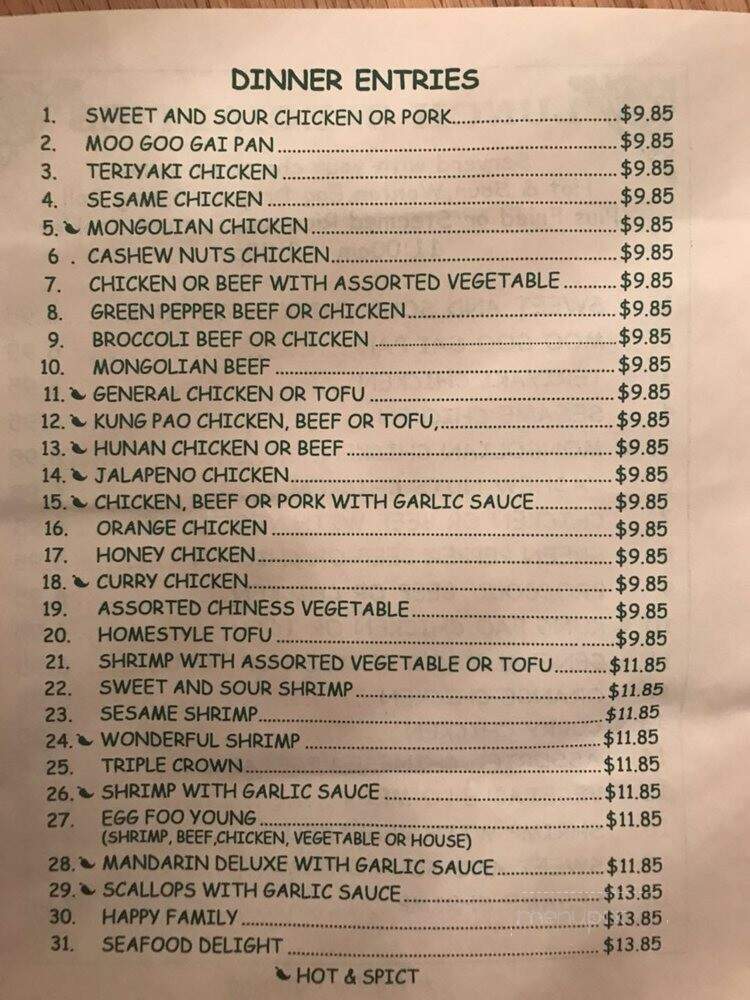 DINNER ENTRIES
1. SWEET AND SOUR CHICKEN OR PORK..........$9.85
2. MOO GOO GAI PAN..........$9.85
3. TERIYAKI CHICKEN..........$9.85
4. SESAME CHICKEN..........$9.85
5. MONGOLIAN CHICKEN..........$9.85
6 . CASHEW NUTS CHICKEN..........$9.85
7. CHICKEN OR BEEF WITH ASSORTED VEGETABLE..........$9.85
8. GREEN PEPPER BEEF OR CHICKEN..........$9.85
9. BROCCOLI BEEF OR CHICKEN..........$9.85
10. MONGOLIAN BEEF..........$9.85
11. GENERAL CHICKEN OR TOFU..........$9.85
12. KUNG PAO CHICKEN, BEEF OR TOFU,..........$9.85
13. HUNAN CHICKEN OR BEEF..........$9.85
14. JALAPENO CHICKEN..........$9.85
15. CHICKEN, BEEF OR PORK WITH GARLIC SAUCE..........$9.85
16. ORANGE CHICKEN..........$9.85
17. HONEY CHICKEN..........$9.85
18. CURRY CHICKEN..........$9.85
19. ASSORTED CHINESS VEGETABLE..........$9.85
20. HOMESTYLE TOFU..........$9.85
21. SHRIMP WITH ASSORTED VEGETABLE OR TOFU..........$11.85
22. SWEET AND SOUR SHRIMP..........$11.85
23. SESAME SHRIMP..........$11.85
24. WONDERFUL SHRIMP..........$11.85
25. TRIPLE CROWN..........$11.85
26. SHRIMP WITH GARLIC SAUCE..........$11.85
27. EGG FOO YOUNG..........$11.85
(SHRIMP, BEEF,CHICKEN, VEGETABLE OR HOUSE)
28. MANDARIN DELUXE WITH GARLIC SAUCE..........$11.85
29. SCALLOPS WITH GARLIC SAUCE..........$13.85
30. HAPPY FAMILY..........$13.85
31. SEAFOOD DELIGHT..........$13.85
HOT & SPICT